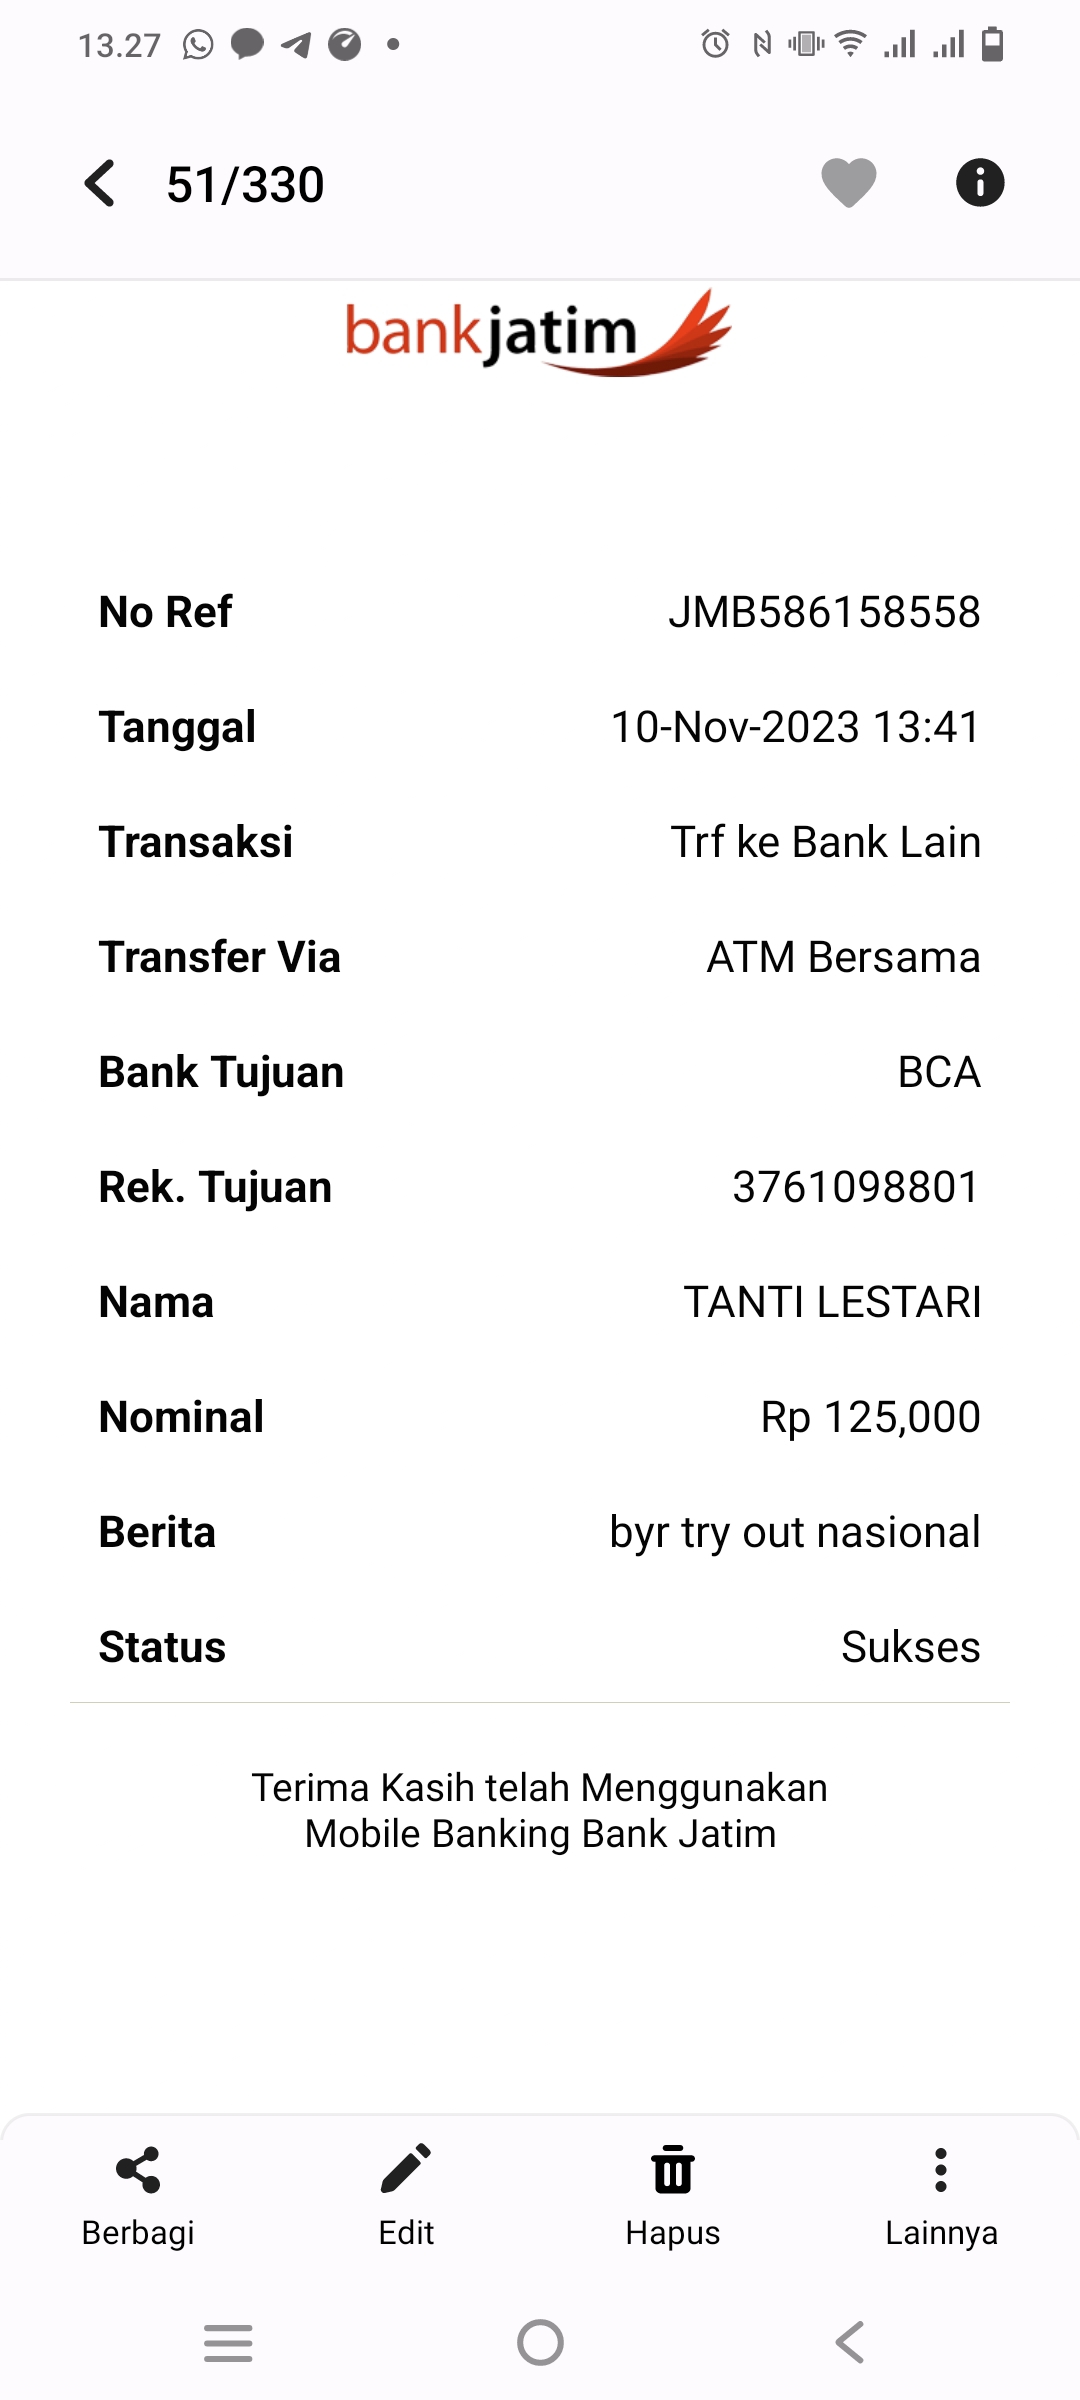 13.27
51/330
bankjatim
No Ref JMB586158558
Tanggal 10-Nov-2023 13:41
Transaksi Trf ke Bank Lain
Transfer Via ATM Bersama
Bank Tujuan BCA
Rek. Tujuan 3761098801
Nama TANTI LESTARI
Nominal Rp 125,000
Berita byr try out nasional
Status Sukses
Terima Kasih telah Menggunakan
Mobile Banking Bank Jatim
Berbagi Edit Hapus Lainnya